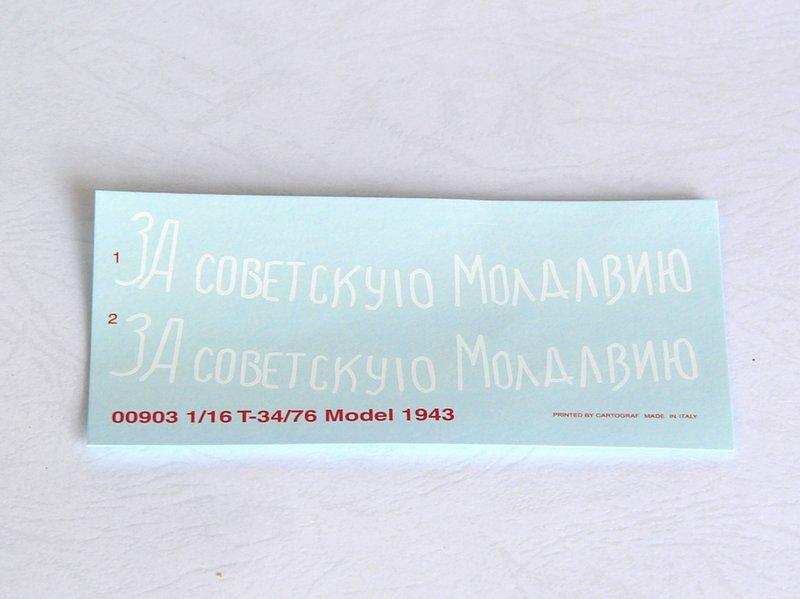 1 ЗА СОВЕТСКУЮ МОЛДАВИЮ
2 ЗА СОВЕТСКУЮ МОЛДАВИЮ
00903 1/16 T-34/76 Model 1943
PRINTED BY CARTOGRAF MADE IN ITALY